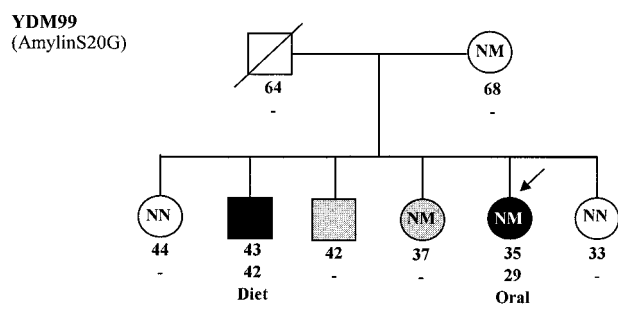 YDM99
(AmylinS20G)
NM
64 68
- -
NN NM NM NN
44 43 42 37 35 33
- 42 - - 29 -
Diet Oral